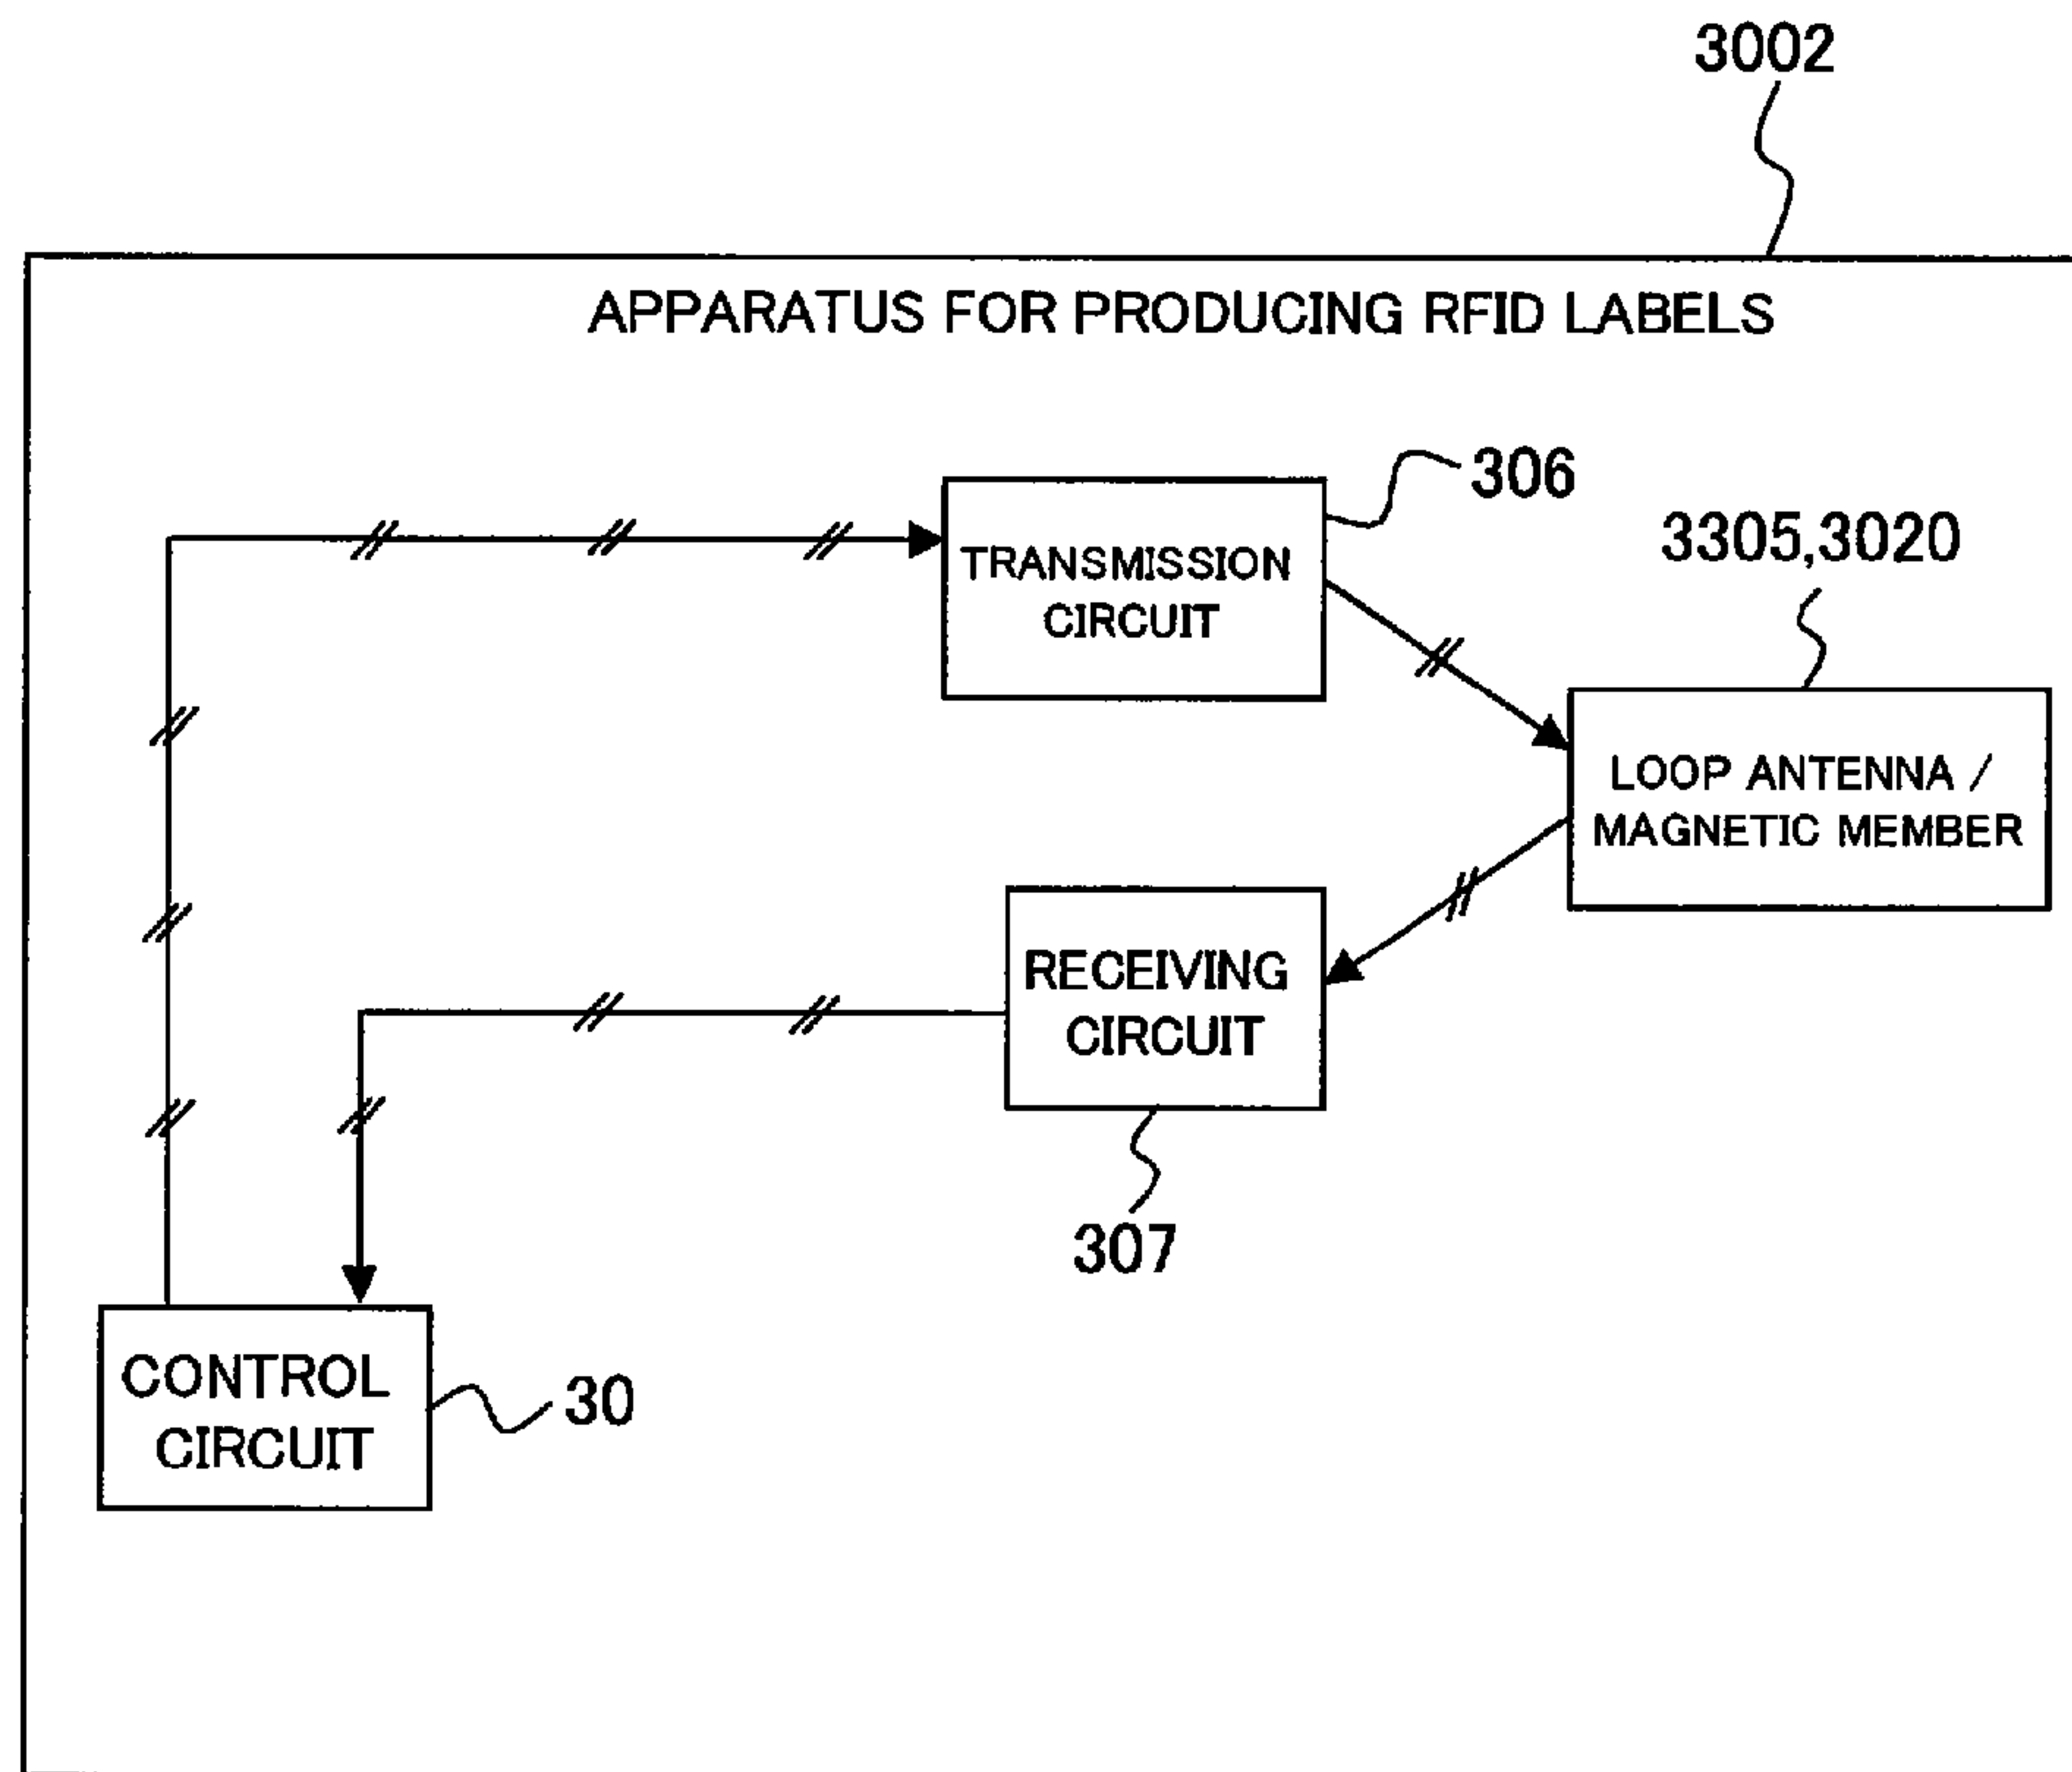 3002
APPARATUS FOR PRODUCING RFID LABELS
306
TRANSMISSION
CIRCUIT
3305,3020
LOOP ANTENNA /
MAGNETIC MEMBER
RECEIVING
CIRCUIT
307
CONTROL
CIRCUIT
30